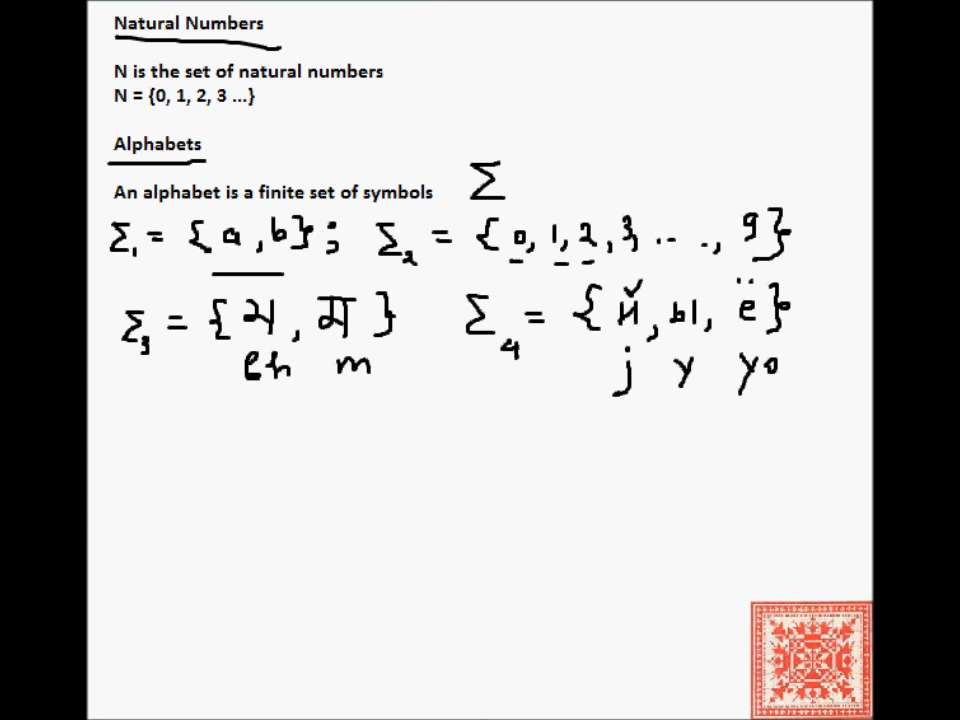 Natural Numbers
N is the set of natural numbers
N = {0, 1, 2, 3 ...}
Alphabets
An alphabet is a finite set of symbols Σ
Σ1 = {a, b}; Σ2 = {0, 1, 2, 3, ... ., 9}
Σ3 = { , म} Σ4 = {й, ы, ё}
m j y yo